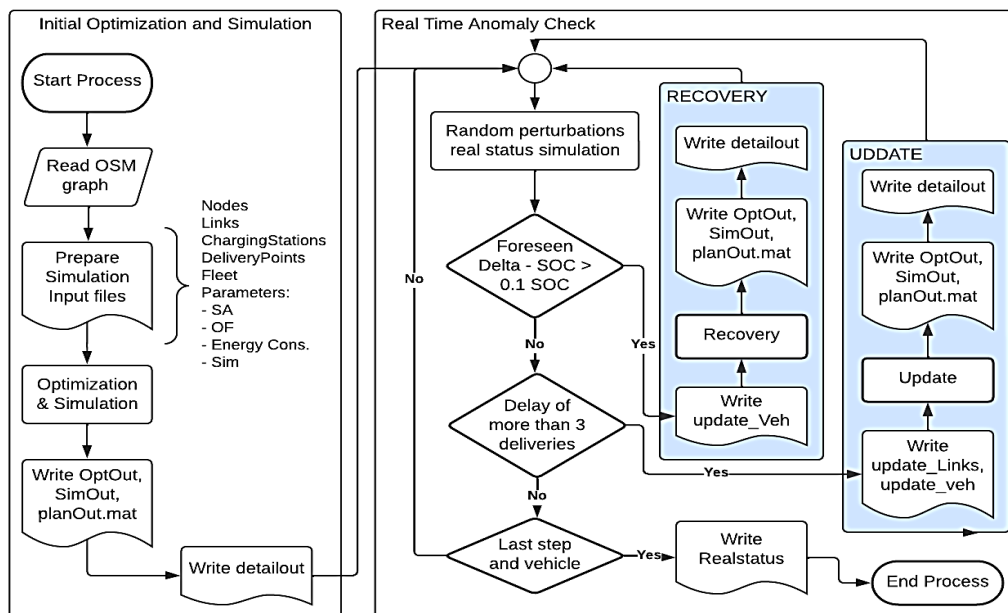 Initial Optimization and Simulation
Start Process
Read OSM
graph
Prepare
Simulation
Input files
Nodes
Links
ChargingStations
DeliveryPoints
Fleet
Parameters:
- SA
- OF
- Energy Cons.
- Sim
Optimization
& Simulation
Write OptOut,
SimOut,
planOut.mat
Write detailout
Real Time Anomaly Check
Random perturbations
real status simulation
Foreseen
Delta - SOC >
0.1 SOC
No
Yes
No
Delay of
more than 3
deliveries
Yes
No
Last step
and vehicle
Yes
Write
Realstatus
End Process
RECOVERY
Write detailout
Write OptOut,
SimOut,
planOut.mat
Recovery
Write
update_Veh
UDDATE
Write detailout
Write OptOut,
SimOut,
planOut.mat
Update
Write
update_Links,
update_veh